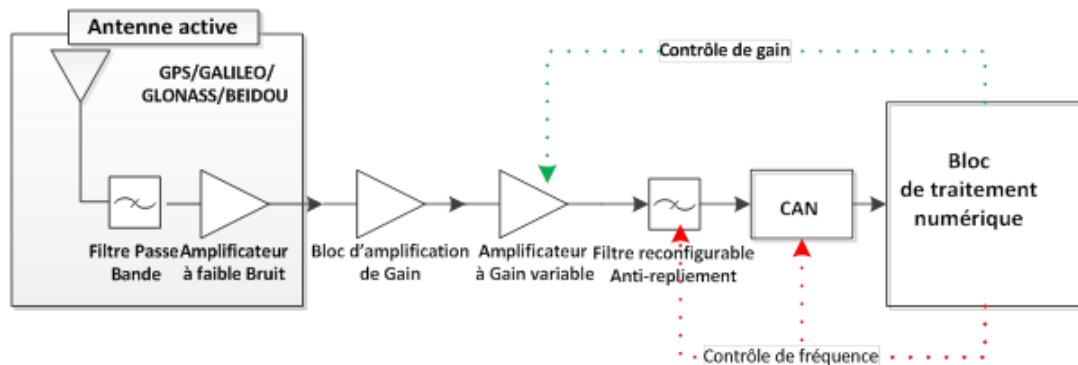 Antenne active
GPS/GALILEO/
GLONASS/BEIDOU
Contrôle de gain
Filtre Passe
Bande
Amplificateur
à faible Bruit
Bloc d'amplification
de Gain
Amplificateur
à Gain variable
Filtre reconfigurable
Anti-repliement
CAN
Bloc
de traitement
numérique
Contrôle de fréquence